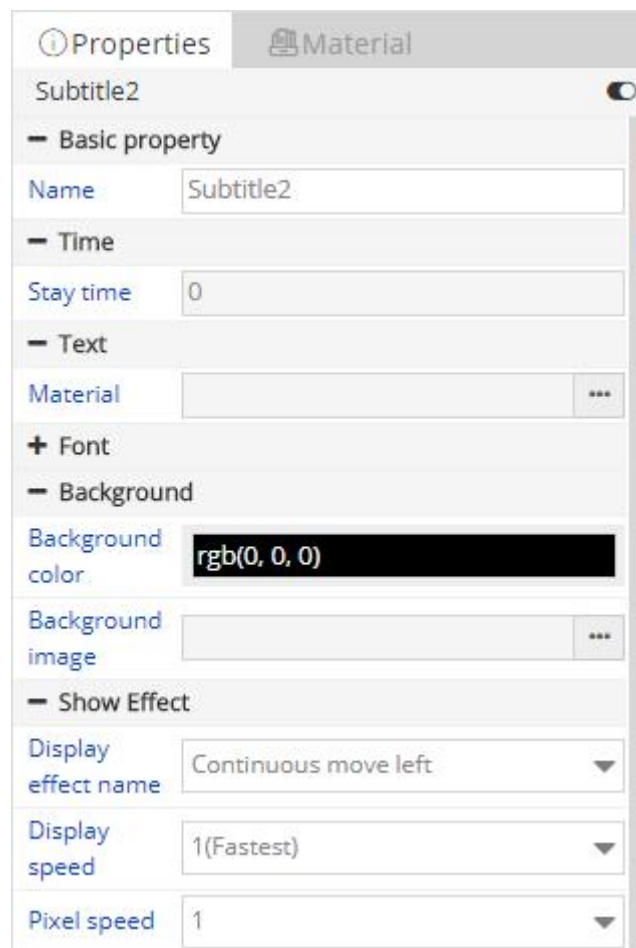 Properties Material
Subtitle2
Basic property
Name Subtitle2
Time
Stay time 0
Text
Material ...
Font
Background
Background
color rgb(0, 0, 0)
Background
image ...
Show Effect
Display
effect name Continuous move left
Display
speed 1(Fastest)
Pixel speed 1